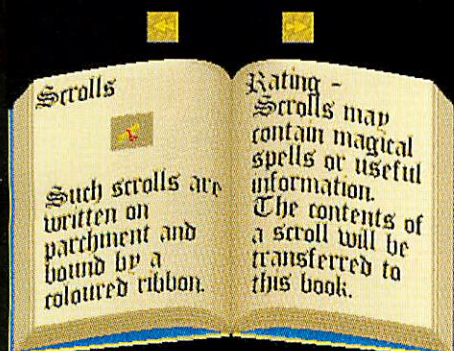 Scrolls
Such scrolls are
written on
parchment and
bound by a
coloured ribbon.
Rating -
Scrolls may
contain magical
spells or useful
information.
The contents of
a scroll will be
transferred to
this book.